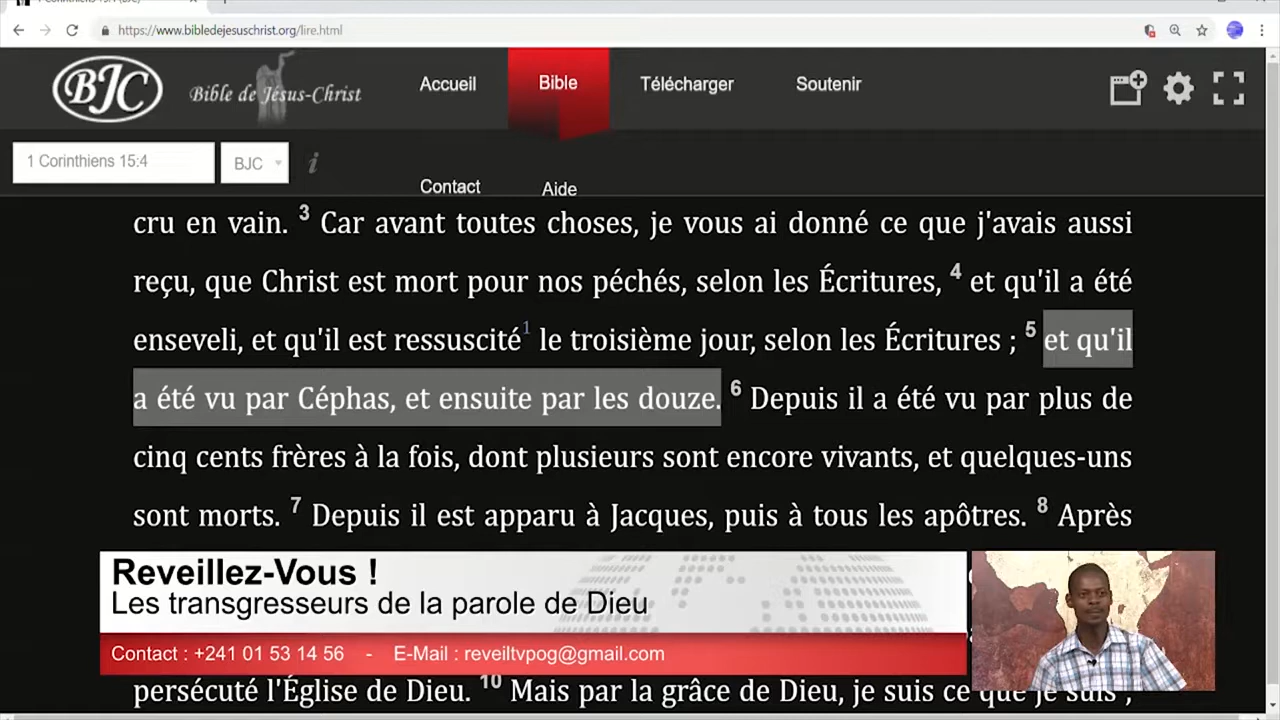 https://www.bibledejesuschrist.org/lire.html
BJC
Bible de Jésus-Christ
Accueil
Bible
Télécharger
Soutenir
1 Corinthiens 15:4
BJC
i
Contact
Aide
cru en vain. 3 Car avant toutes choses, je vous ai donné ce que j'avais aussi
reçu, que Christ est mort pour nos péchés, selon les Écritures, 4 et qu'il a été
enseveli, et qu'il est ressuscité1 le troisième jour, selon les Écritures ; 5 et qu'il
a été vu par Céphas, et ensuite par les douze. 6 Depuis il a été vu par plus de
cinq cents frères à la fois, dont plusieurs sont encore vivants, et quelques-uns
sont morts. 7 Depuis il est apparu à Jacques, puis à tous les apôtres. 8 Après
Reveillez-Vous !
Les transgresseurs de la parole de Dieu
Contact : +241 01 53 14 56 - E-Mail : reveiltvpog@gmail.com
persécuté l'Église de Dieu. 10 Mais par la grâce de Dieu, je suis ce que je suis ;